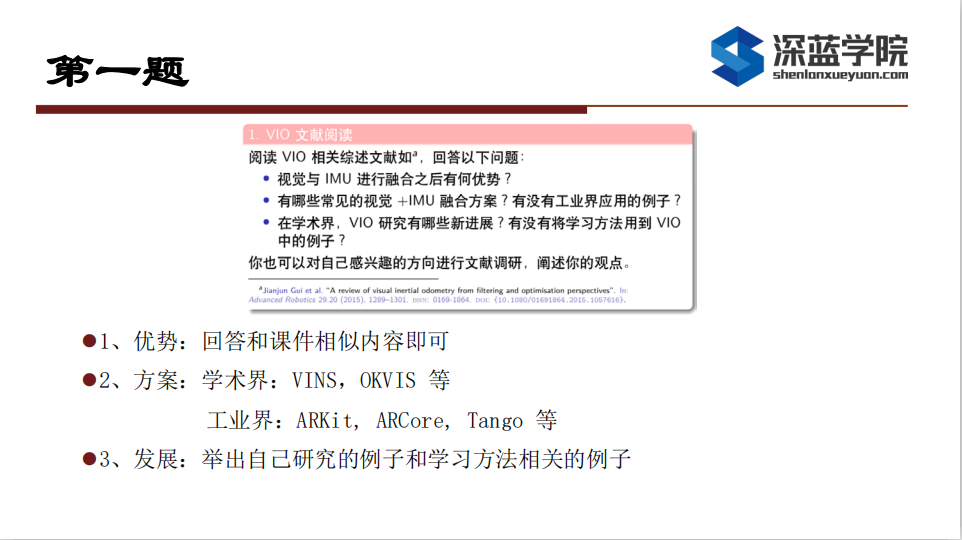 第一题
深蓝学院
shenlanxueyuan.com
1. VIO 文献阅读
阅读 VIO 相关综述文献如a，回答以下问题：
● 视觉与 IMU 进行融合之后有何优势？
● 有哪些常见的视觉 +IMU 融合方案？有没有工业界应用的例子？
● 在学术界，VIO 研究有哪些新进展？有没有将学习方法用到 VIO
中的例子？
你也可以对自己感兴趣的方向进行文献调研，阐述你的观点。
aJianjun Gui et al. “A review of visual inertial odometry from filtering and optimisation perspectives”. In:
Advanced Robotics 29.20 (2015), 1289–1301. ISSN: 0169-1864. DOI: {10.1080/01691864.2015.1057616}.
●1、优势：回答和课件相似内容即可
●2、方案：学术界：VINS，OKVIS 等
工业界：ARKit, ARCore, Tango 等
●3、发展：举出自己研究的例子和学习方法相关的例子